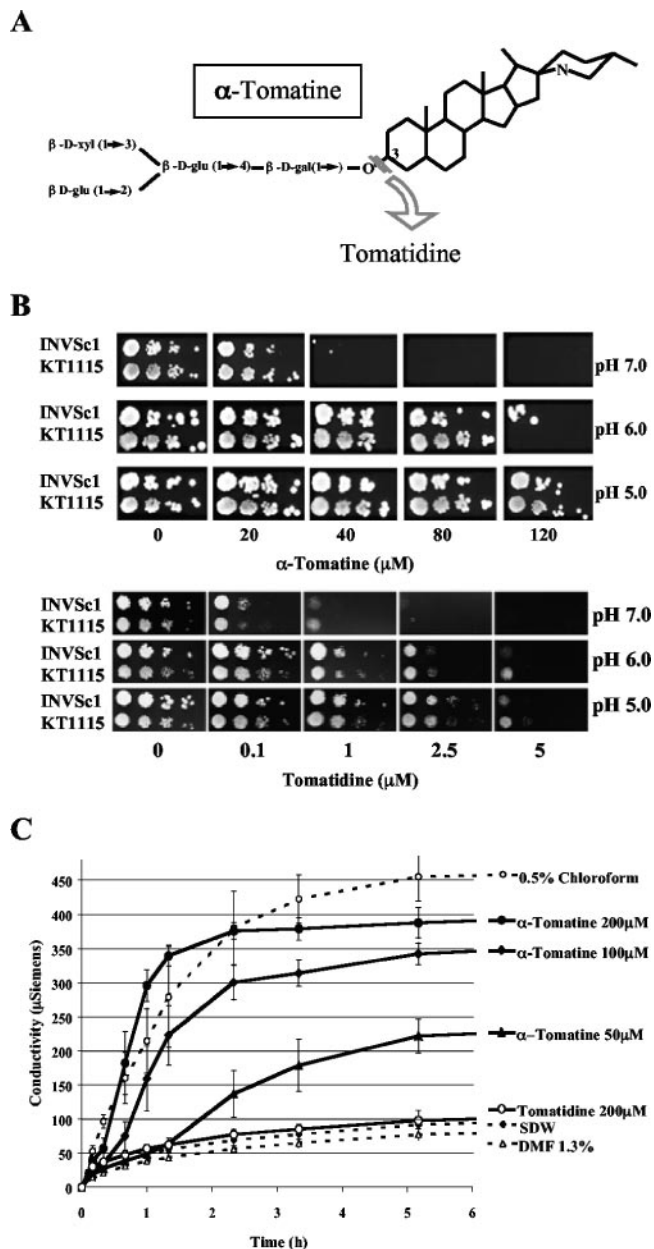 A
α-Tomatine
N
β -D-xyl (1→3)
β -D-glu (1→4)
β -D-gal(1→)
O
3
β D-glu (1→2)
Tomatidine
B
INVSc1
KT1115
pH 7.0
INVSc1
KT1115
pH 6.0
INVSc1
KT1115
pH 5.0
0 20 40 80 120
α-Tomatine (µM)
INVSc1
KT1115
pH 7.0
INVSc1
KT1115
pH 6.0
INVSc1
KT1115
pH 5.0
0 0.1 1 2.5 5
Tomatidine (µM)
C
Conductivity (µSiemens)
450
400
350
300
250
200
150
100
50
0
0.5% Chloroform
α-Tomatine 200µM
α-Tomatine 100µM
α–Tomatine 50µM
Tomatidine 200µM
SDW
DMF 1.3%
0 1 2 3 4 5 6
Time (h)